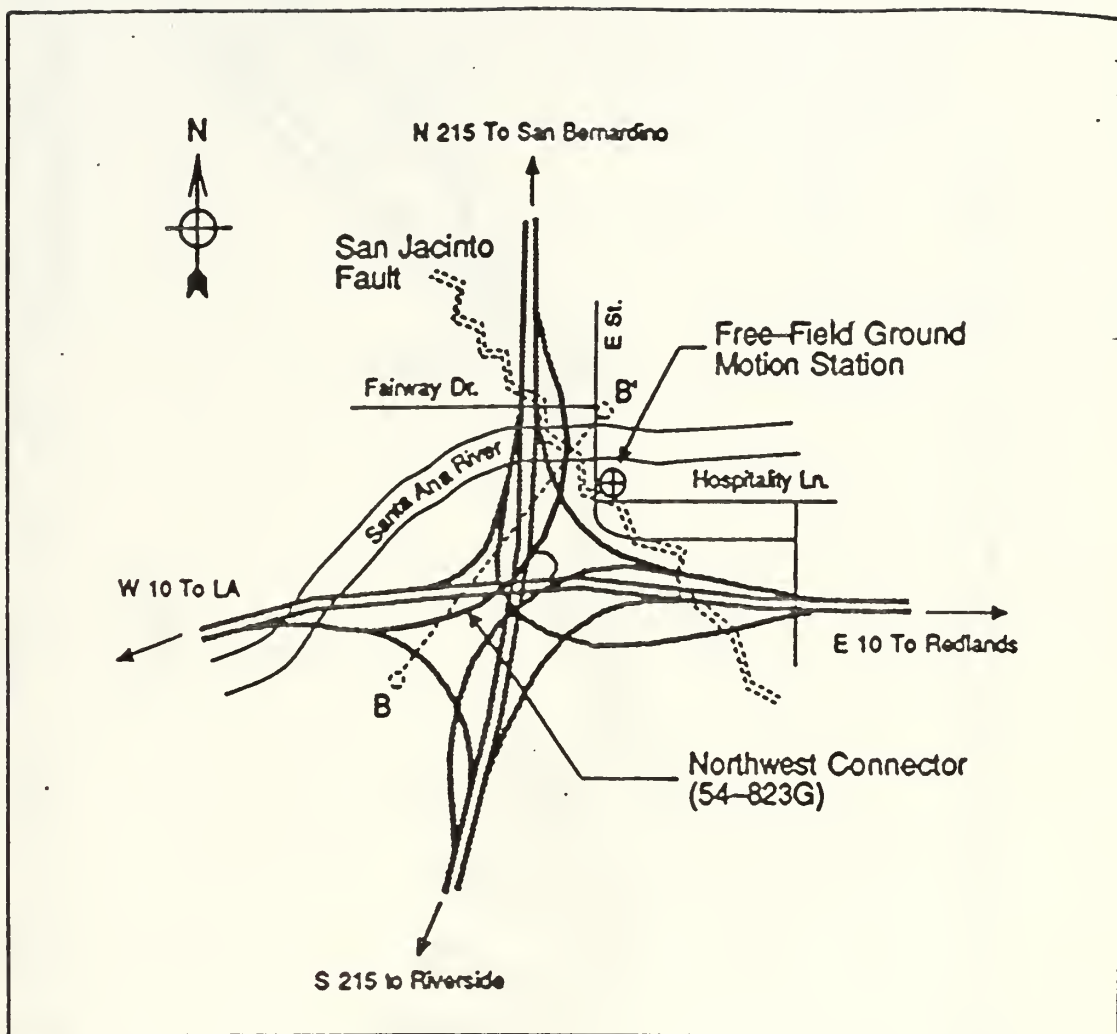 N
N 215 To San Bernardino
San Jacinto
Fault
E St.
Free-Field Ground
Motion Station
Fairway Dr.
B'
Santa Ana River
Hospitality Ln.
W 10 To LA
E 10 To Redlands
B
Northwest Connector
(54-823G)
S 215 to Riverside